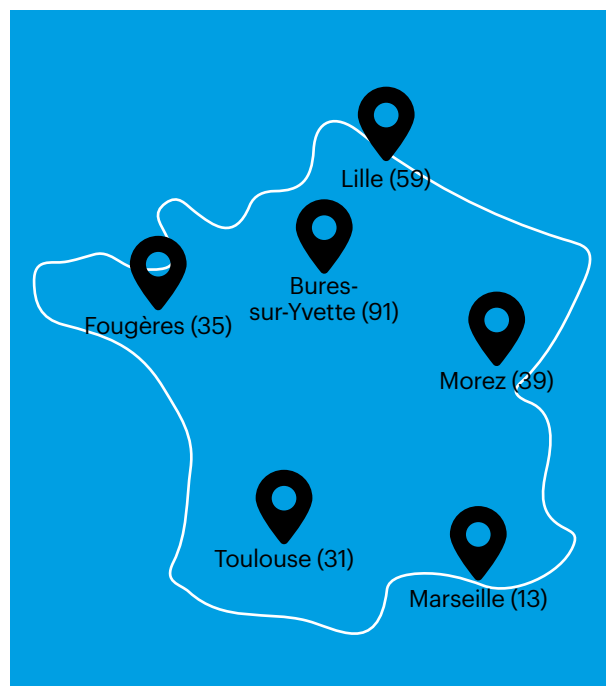 Lille (59)
Bures-
sur-Yvette (91)
Fougères (35)
Morez (39)
Toulouse (31)
Marseille (13)